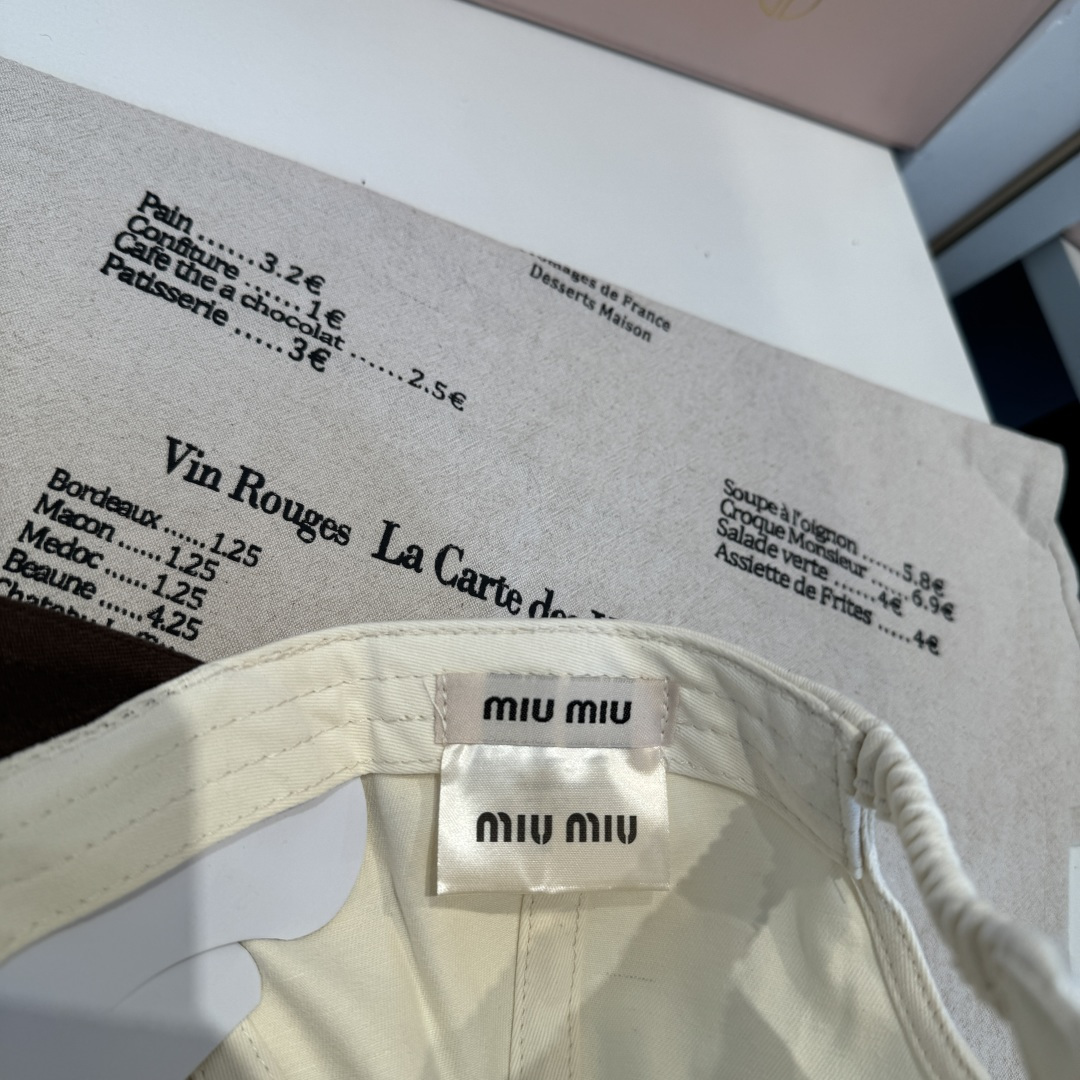 Pain.......3.2€
Confiture ......1€
Cafe the a chocolat ......2.5€
Patisserie .....3€
de France
Desserts Maison
Vin Rouges
Bordeaux ......1.25
Macon ......1.25
Medoc ......1.25
Beaune ......4.25
La Carte
Soupe à l'oignon ......5.8€
Croque Monsieur ....6.9€
Salade verte .....4€
Assiette de Frites .....4€
MIU MIU
MIU MIU